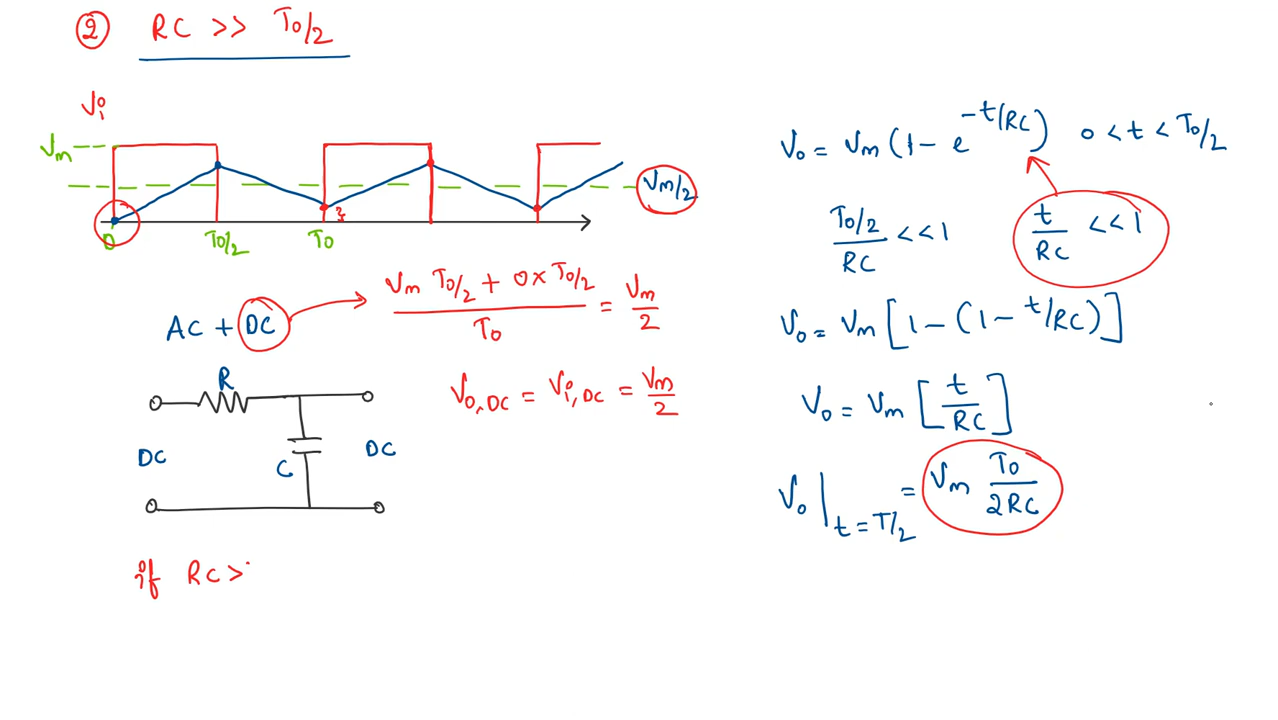 ② RC >> T₀/2
Vᵢ
Vₘ
Vₘ/2
0 T₀/2 T₀
AC + DC → (Vₘ T₀/2 + 0 × T₀/2) / T₀ = Vₘ/2
V₀,DC = Vᵢ,DC = Vₘ/2
R
DC C DC
if RC >
V₀ = Vₘ (1 - e^(-t/RC)) 0 < t < T₀/2
(T₀/2)/RC << 1 t/RC << 1
V₀ = Vₘ [1 - (1 - t/RC)]
V₀ = Vₘ [t/RC]
V₀ | t = T/2 = Vₘ T₀/2RC